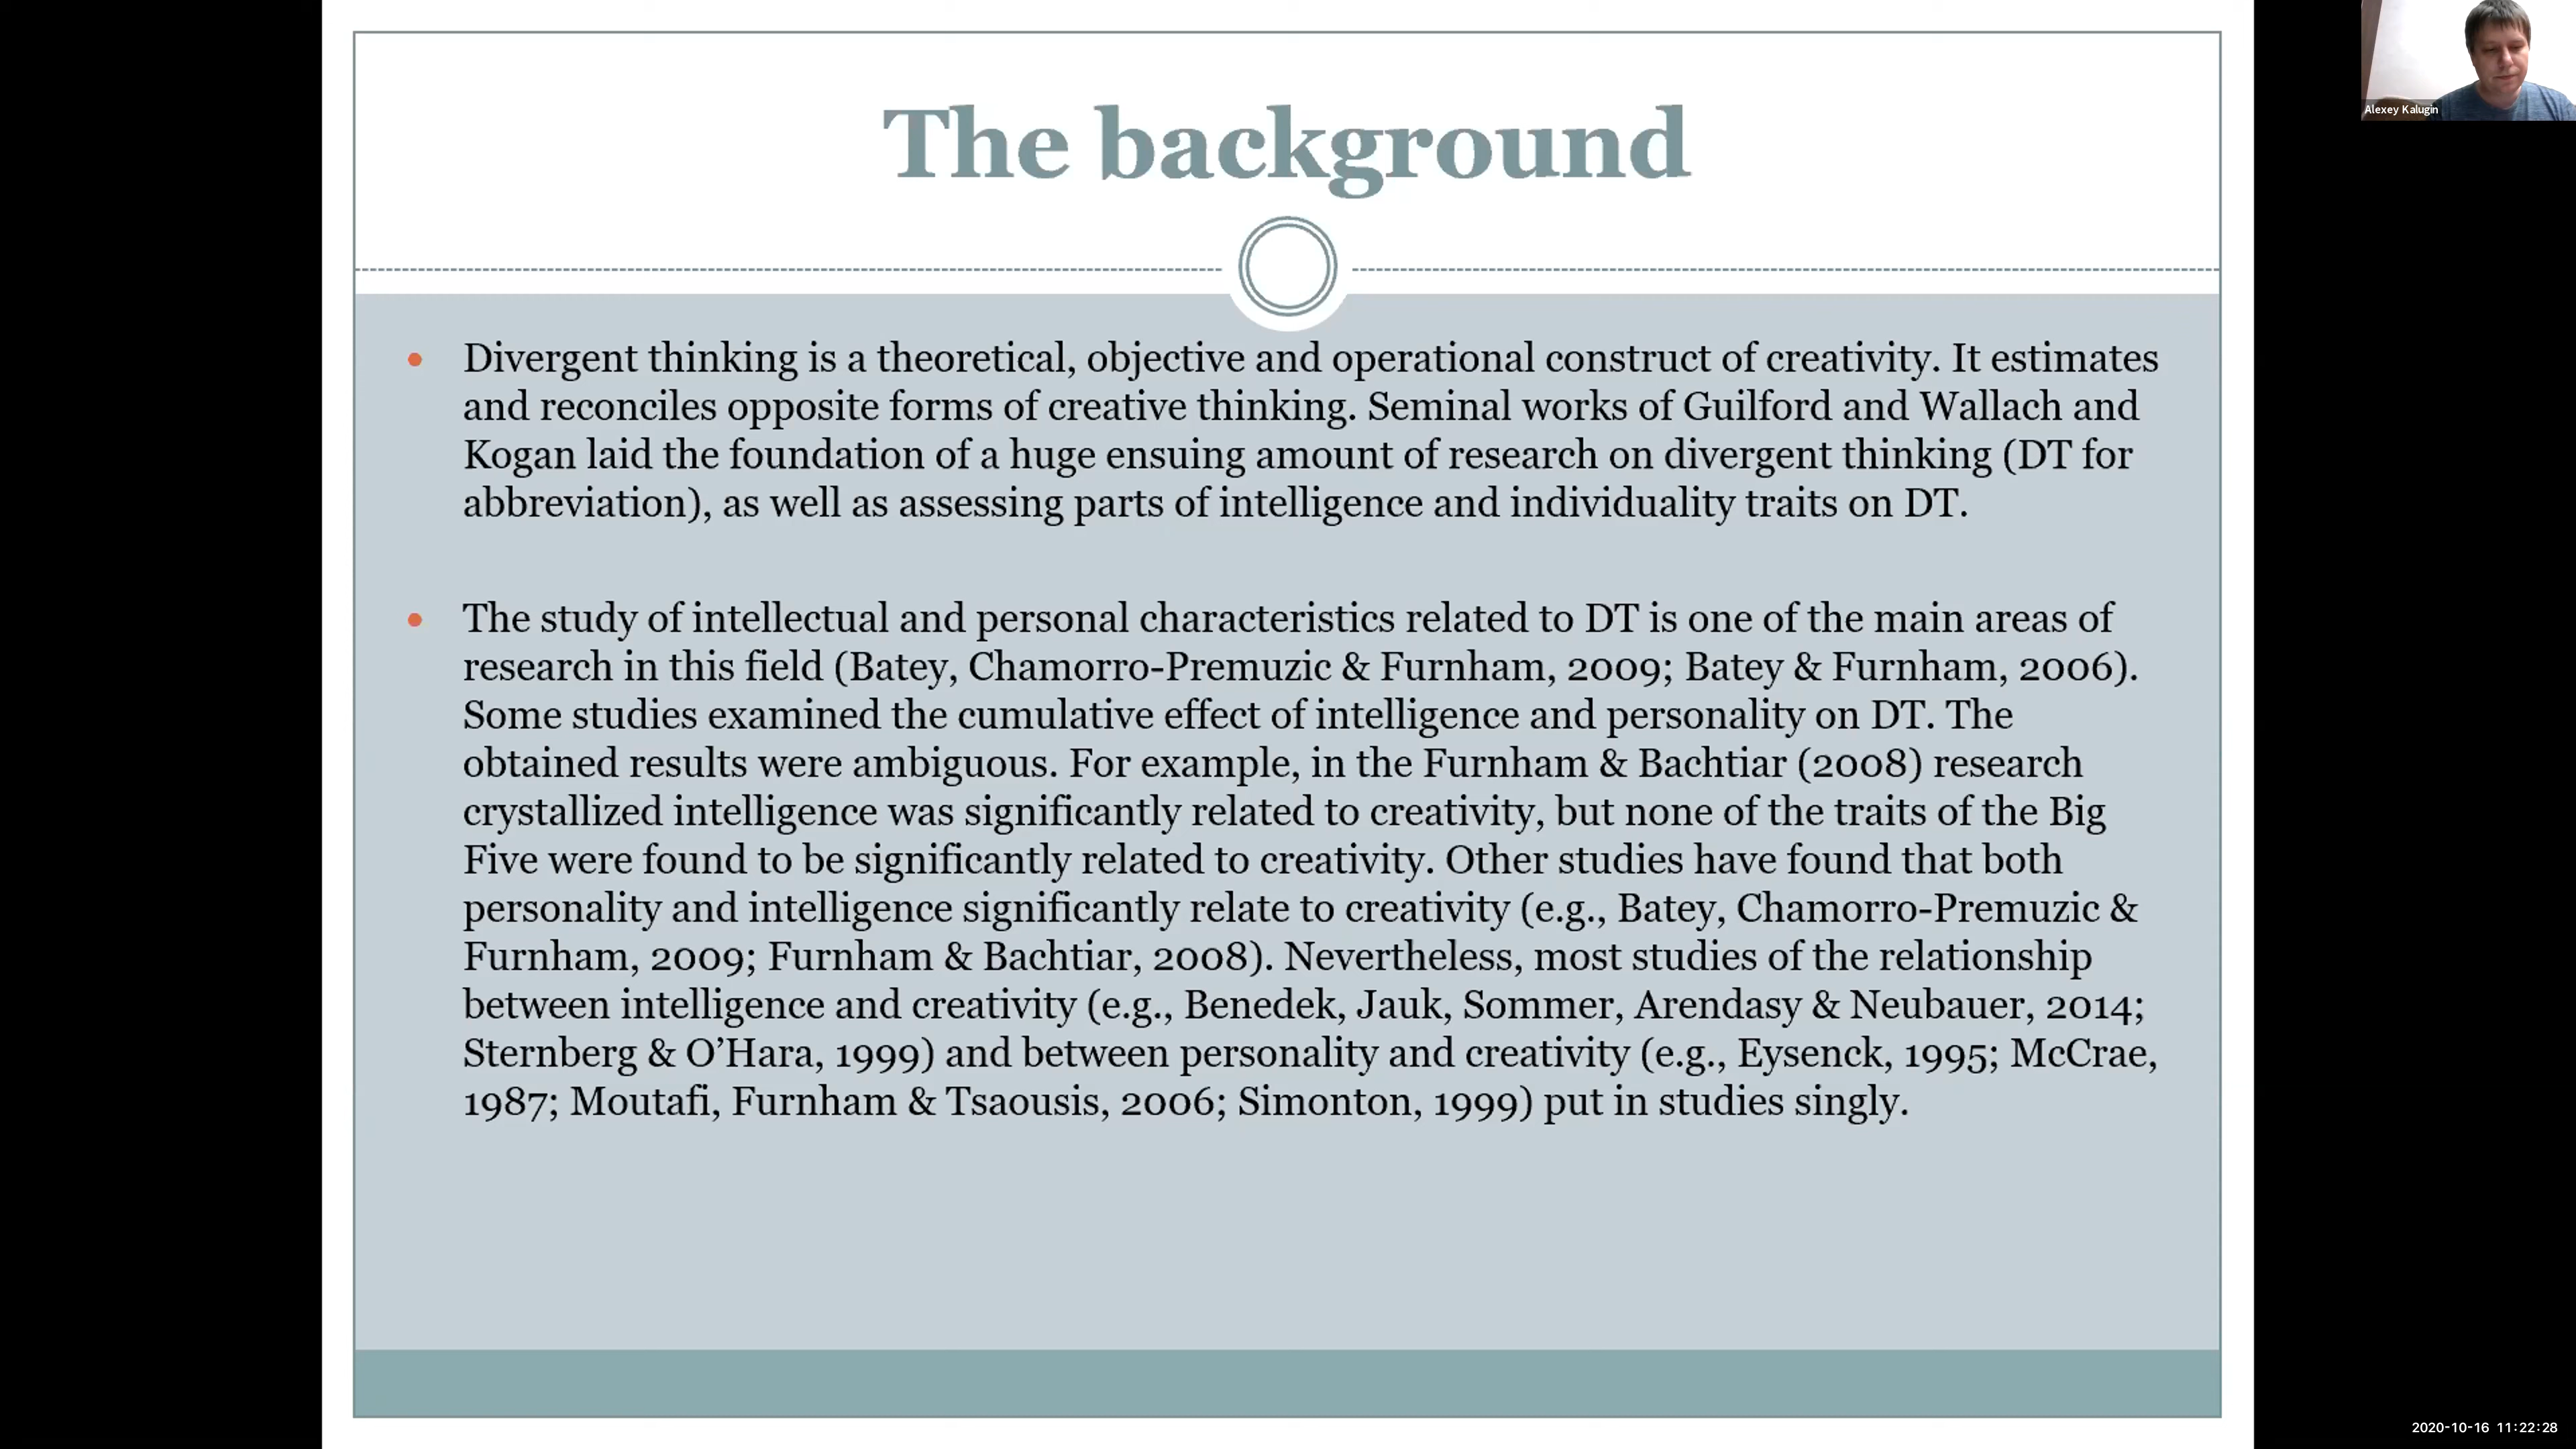 The background
Divergent thinking is a theoretical, objective and operational construct of creativity. It estimates
and reconciles opposite forms of creative thinking. Seminal works of Guilford and Wallach and
Kogan laid the foundation of a huge ensuing amount of research on divergent thinking (DT for
abbreviation), as well as assessing parts of intelligence and individuality traits on DT.
The study of intellectual and personal characteristics related to DT is one of the main areas of
research in this field (Batey, Chamorro-Premuzic & Furnham, 2009; Batey & Furnham, 2006).
Some studies examined the cumulative effect of intelligence and personality on DT. The
obtained results were ambiguous. For example, in the Furnham & Bachtiar (2008) research
crystallized intelligence was significantly related to creativity, but none of the traits of the Big
Five were found to be significantly related to creativity. Other studies have found that both
personality and intelligence significantly relate to creativity (e.g., Batey, Chamorro-Premuzic &
Furnham, 2009; Furnham & Bachtiar, 2008). Nevertheless, most studies of the relationship
between intelligence and creativity (e.g., Benedek, Jauk, Sommer, Arendasy & Neubauer, 2014;
Sternberg & O’Hara, 1999) and between personality and creativity (e.g., Eysenck, 1995; McCrae,
1987; Moutafi, Furnham & Tsaousis, 2006; Simonton, 1999) put in studies singly.
Alexey Kalugin
2020-10-16 11:22:28